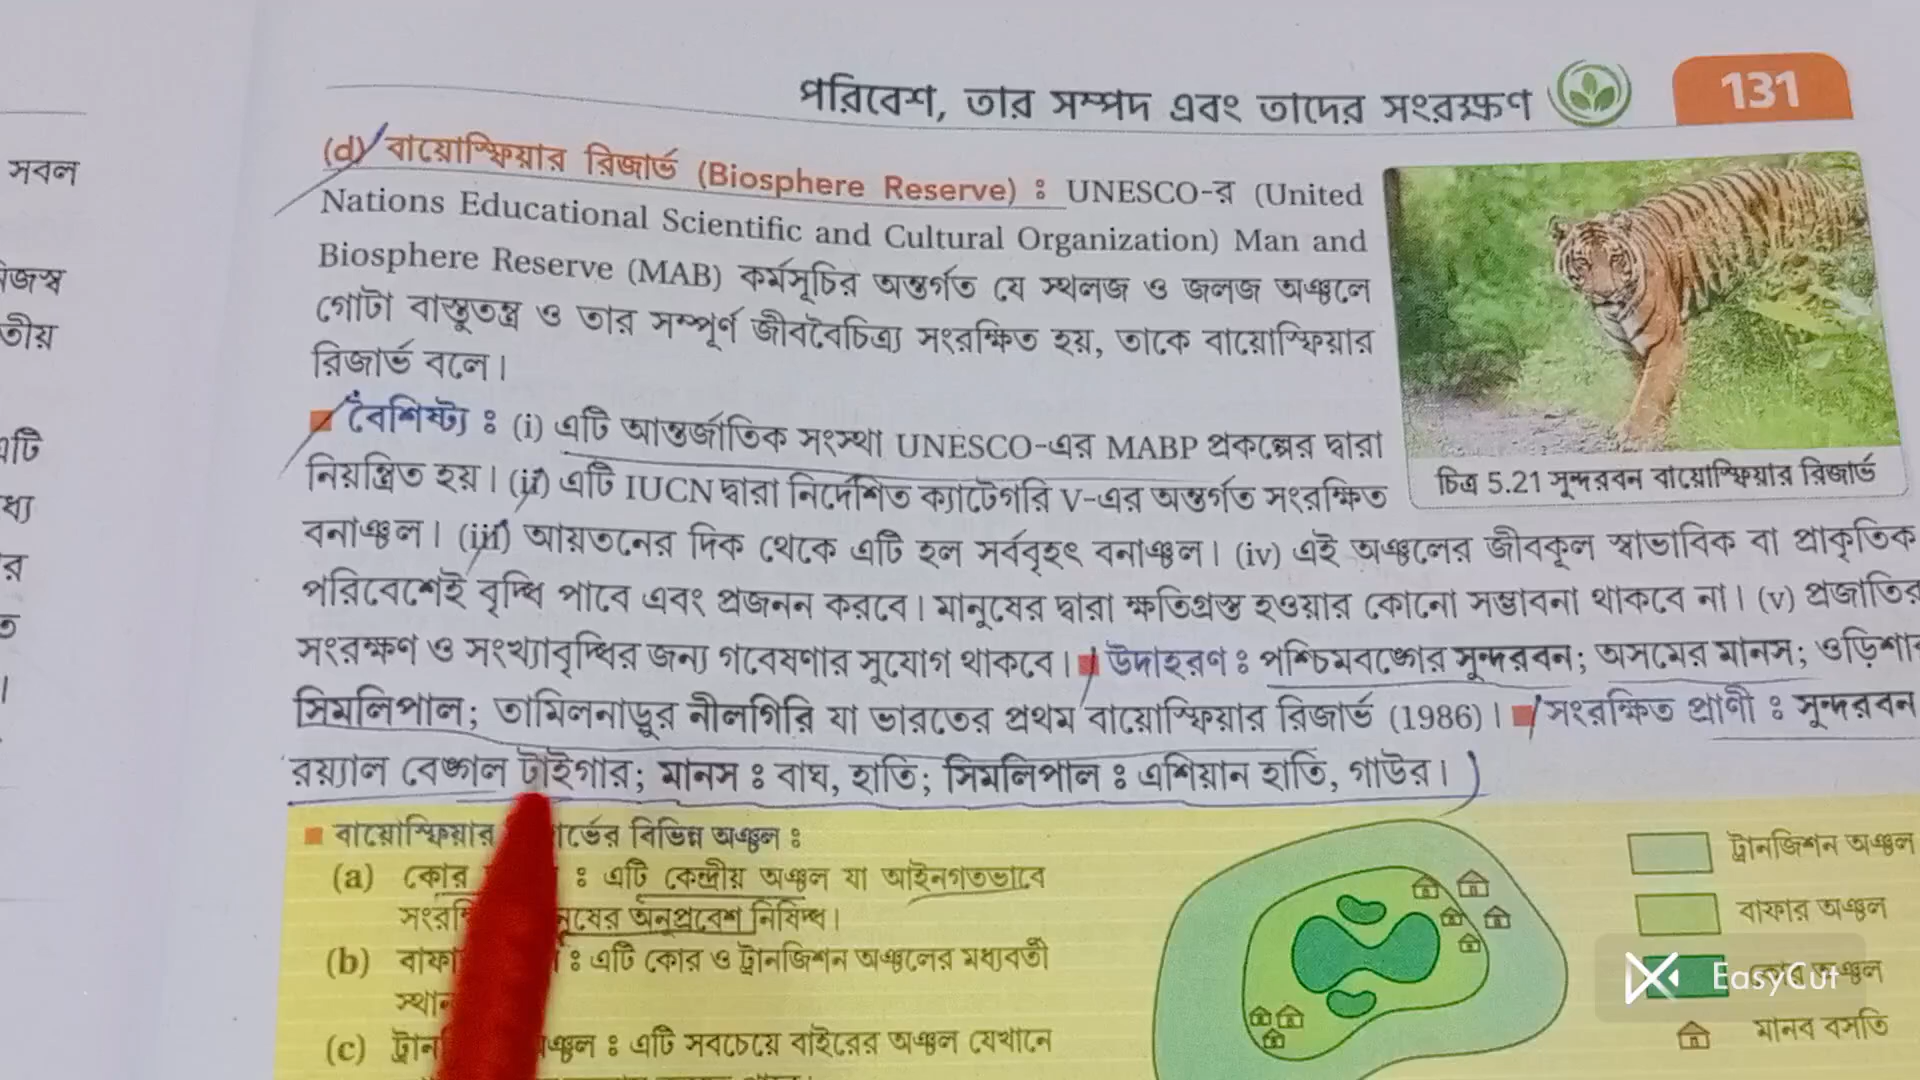 পরিবেশ, তার সম্পদ এবং তাদের সংরক্ষণ
131
সবল
(d) বায়োস্ফিয়ার রিজার্ভ (Biosphere Reserve) : UNESCO-র (United
Nations Educational Scientific and Cultural Organization) Man and
Biosphere Reserve (MAB) কর্মসূচির অন্তর্গত যে স্থলজ ও জলজ অঞ্চলে
গোটা বাস্তুতন্ত্র ও তার সম্পূর্ণ জীববৈচিত্র্য সংরক্ষিত হয়, তাকে বায়োস্ফিয়ার
রিজার্ভ বলে।
বৈশিষ্ট্য : (i) এটি আন্তর্জাতিক সংস্থা UNESCO-এর MABP প্রকল্পের দ্বারা
নিয়ন্ত্রিত হয়। (ii) এটি IUCN দ্বারা নির্দেশিত ক্যাটেগরি V-এর অন্তর্গত সংরক্ষিত
চিত্র 5.21 সুন্দরবন বায়োস্ফিয়ার রিজার্ভ
বনাঞ্চল। (iii) আয়তনের দিক থেকে এটি হল সর্ববৃহৎ বনাঞ্চল। (iv) এই অঞ্চলের জীবকূল স্বাভাবিক বা প্রাকৃতিক
পরিবেশেই বৃদ্ধি পাবে এবং প্রজনন করবে। মানুষের দ্বারা ক্ষতিগ্রস্ত হওয়ার কোনো সম্ভাবনা থাকবে না। (v) প্রজাতির
সংরক্ষণ ও সংখ্যাবৃদ্ধির জন্য গবেষণার সুযোগ থাকবে। উদাহরণ : পশ্চিমবঙ্গের সুন্দরবন; অসমের মানস; ওড়িশার
সিমলিপাল; তামিলনাড়ুর নীলগিরি যা ভারতের প্রথম বায়োস্ফিয়ার রিজার্ভ (1986)। সংরক্ষিত প্রাণী : সুন্দরবন
রয়্যাল বেঙ্গল টাইগার; মানস : বাঘ, হাতি; সিমলিপাল : এশিয়ান হাতি, গাউর।
বায়োস্ফিয়ার র্ভের বিভিন্ন অঞ্চল :
(a) কোর : এটি কেন্দ্রীয় অঞ্চল যা আইনগতভাবে
অনুপ্রবেশ নিষিদ্ধ।
(b) : এটি কোর ও ট্রানজিশন অঞ্চলের মধ্যবর্তী
(c) অঞ্চল : এটি সবচেয়ে বাইরের অঞ্চল যেখানে
ট্রানজিশন অঞ্চল
বাফার অঞ্চল
কোর অঞ্চল
মানব বসতি
EasyCut